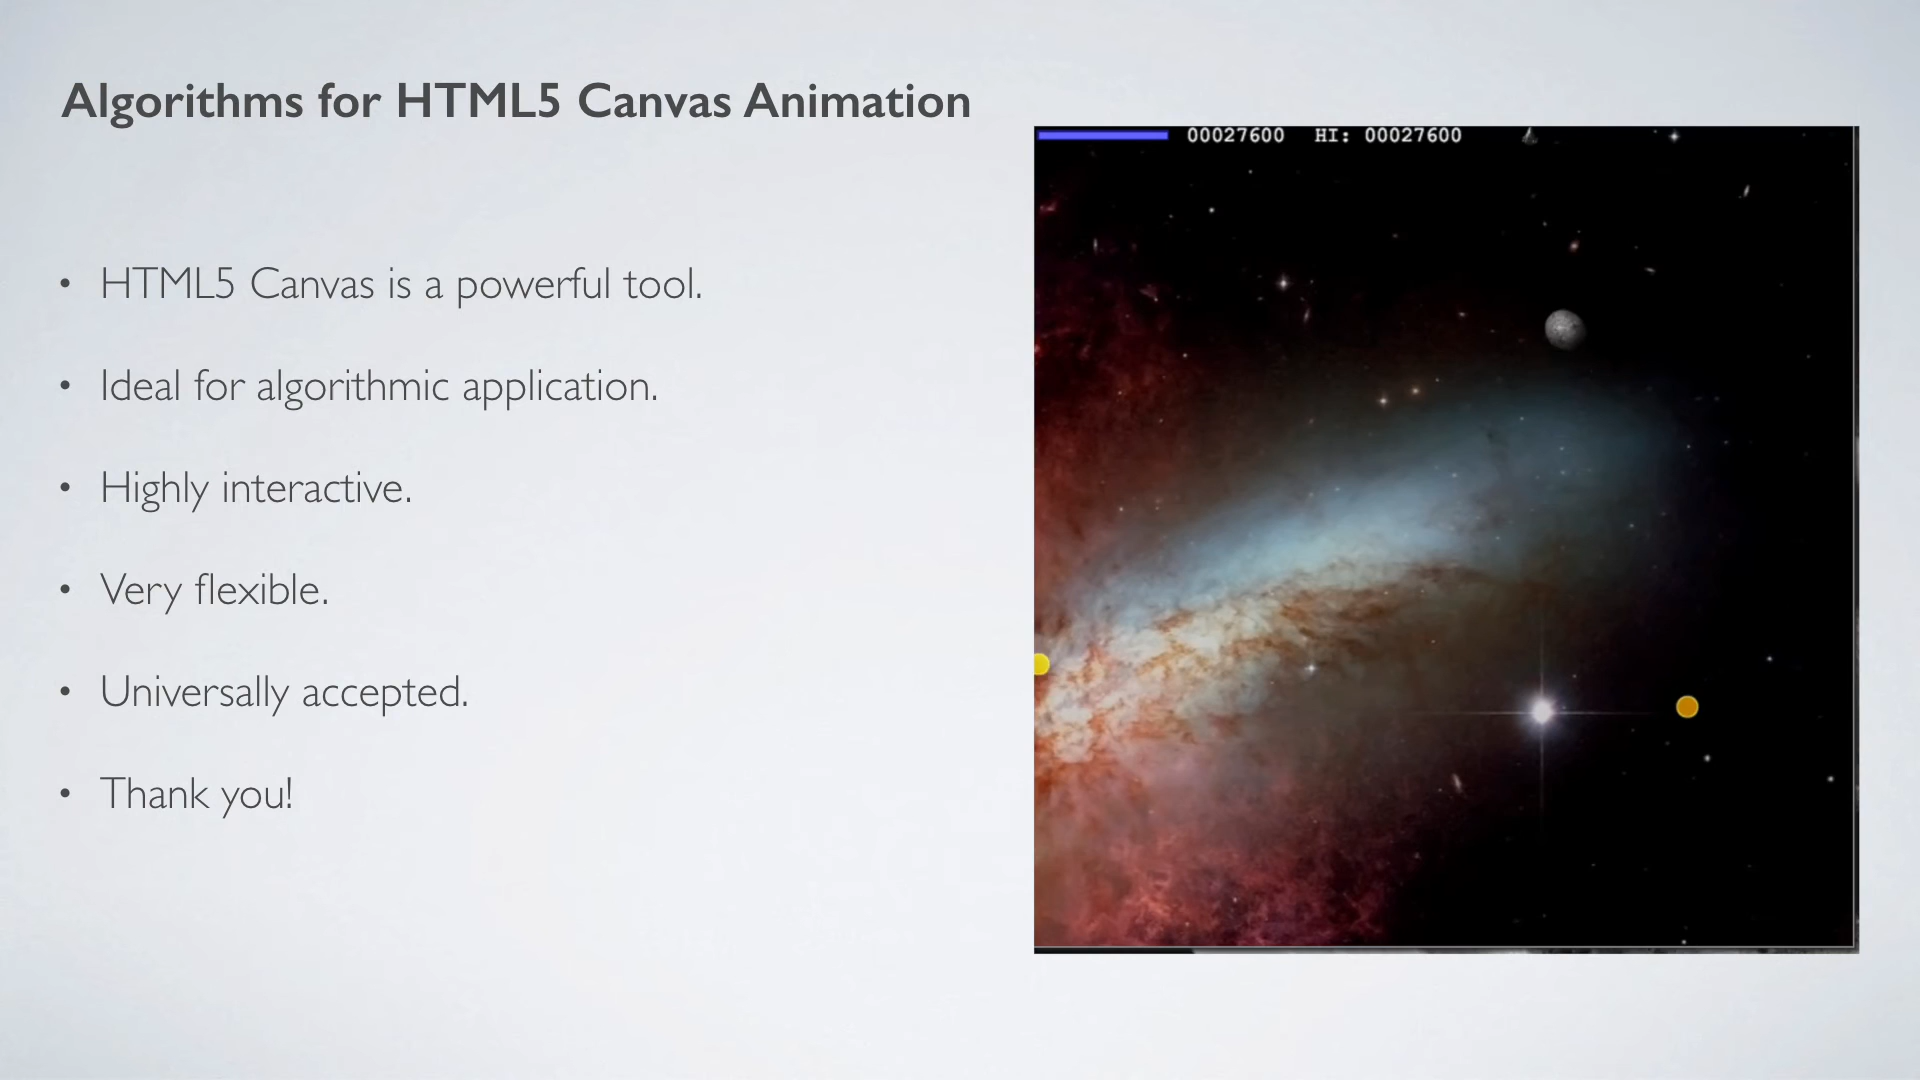 Algorithms for HTML5 Canvas Animation
00027600 HI: 00027600
• HTML5 Canvas is a powerful tool.
• Ideal for algorithmic application.
• Highly interactive.
• Very flexible.
• Universally accepted.
• Thank you!